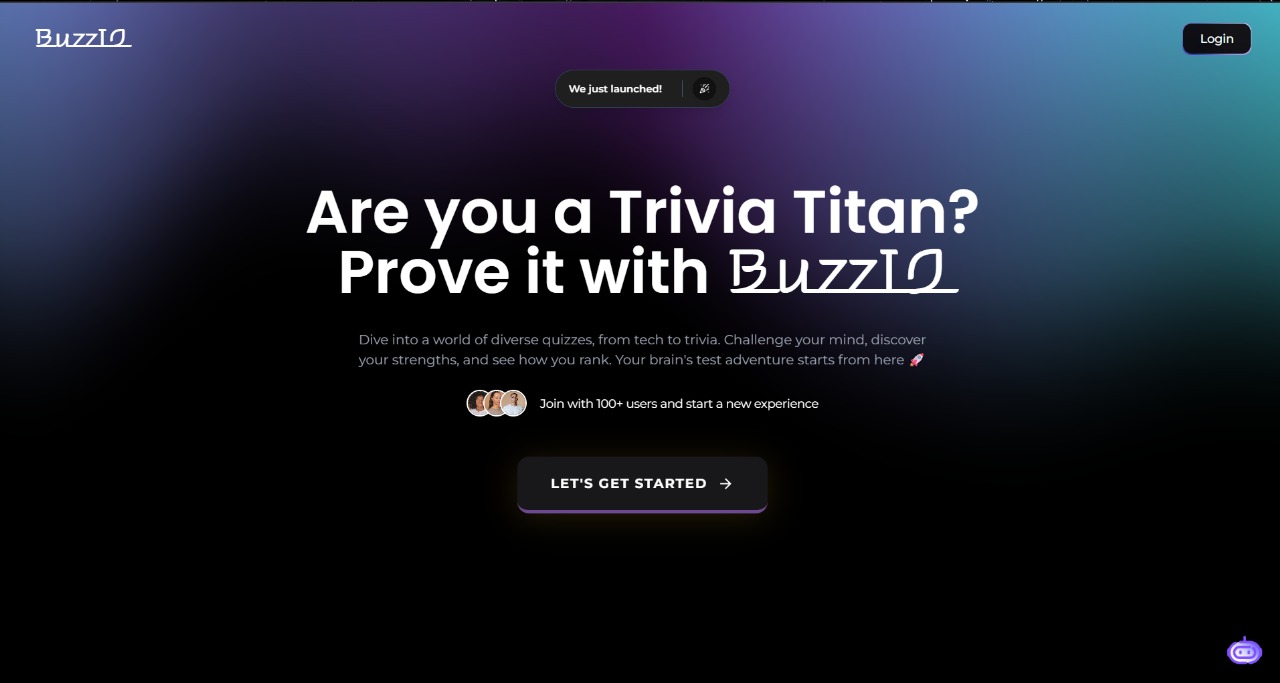 BuzzIQ
Login
We just launched!
Are you a Trivia Titan?
Prove it with BuzzIQ
Dive into a world of diverse quizzes, from tech to trivia. Challenge your mind, discover
your strengths, and see how you rank. Your brain's test adventure starts from here 🚀
Join with 100+ users and start a new experience
LET'S GET STARTED →